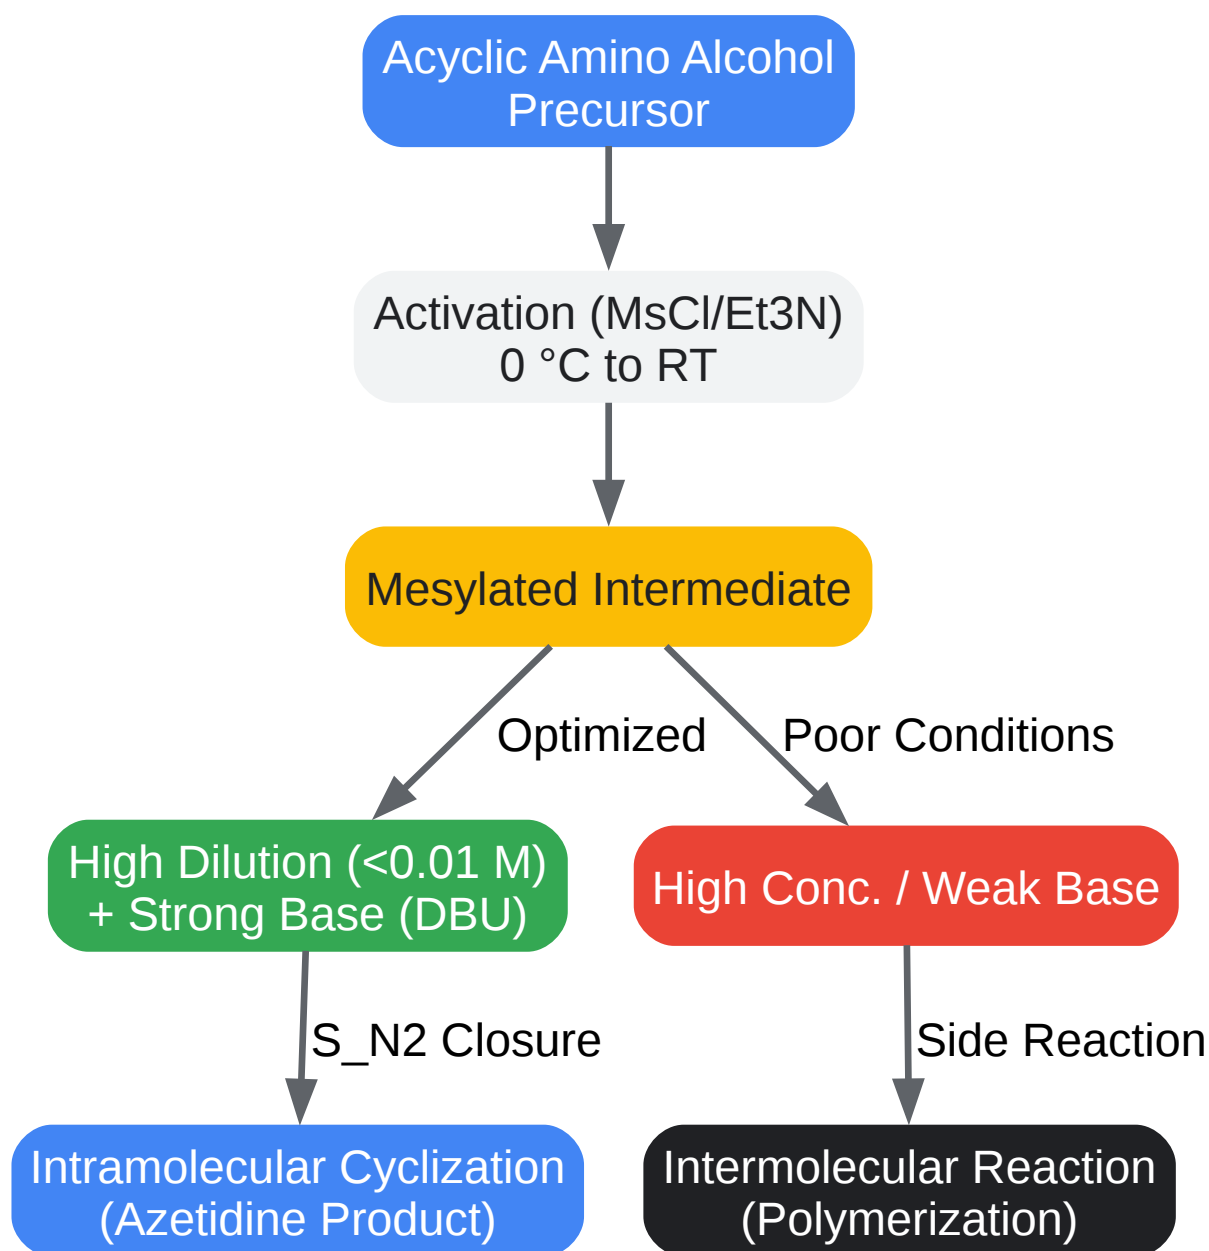 Acyclic Amino Alcohol
Precursor
Activation (MsCl/Et3N)
0 °C to RT
Mesylated Intermediate
Optimized
Poor Conditions
High Dilution (<0.01 M)
+ Strong Base (DBU)
High Conc. / Weak Base
S_N2 Closure
Side Reaction
Intramolecular Cyclization
(Azetidine Product)
Intermolecular Reaction
(Polymerization)